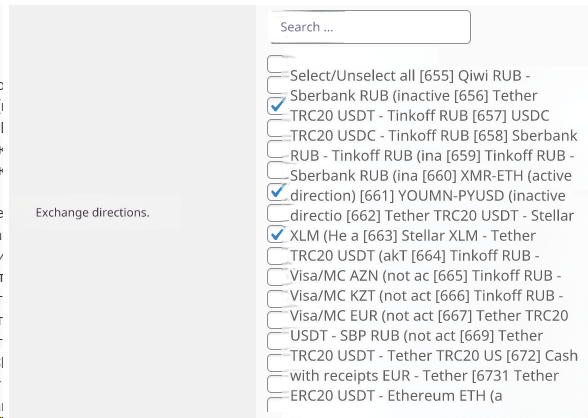 Search ...
Select/Unselect all [655] Qiwi RUB -
Sberbank RUB (inactive [656] Tether
TRC20 USDT - Tinkoff RUB [657] USDC
TRC20 USDC - Tinkoff RUB [658] Sberbank
RUB - Tinkoff RUB (ina [659] Tinkoff RUB -
Sberbank RUB (ina [660] XMR-ETH (active
direction) [661] YOUMN-PYUSD (inactive
directio [662] Tether TRC20 USDT - Stellar
Exchange directions.
XLM (He a [663] Stellar XLM - Tether
TRC20 USDT (akT [664] Tinkoff RUB -
Visa/MC AZN (not ac [665] Tinkoff RUB -
Visa/MC KZT (not act [666] Tinkoff RUB -
Visa/MC EUR (not act [667] Tether TRC20
USDT - SBP RUB (not act [669] Tether
TRC20 USDT - Tether TRC20 US [672] Cash
with receipts EUR - Tether [6731 Tether
ERC20 USDT - Ethereum ETH (a